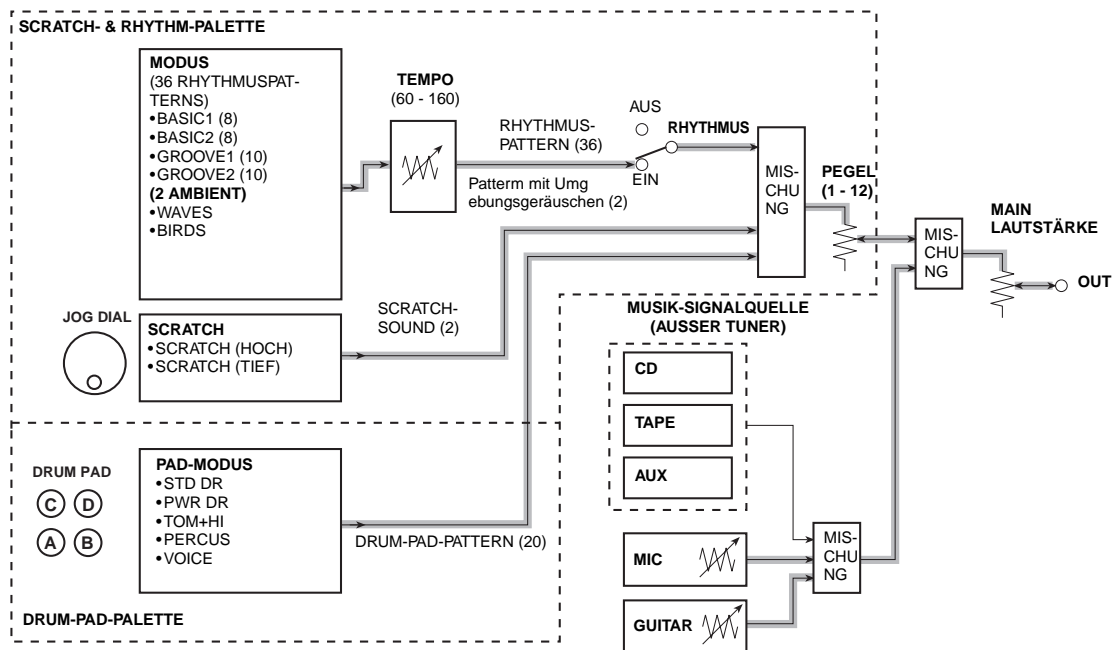 SCRATCH- & RHYTHM-PALETTE
MODUS
(36 RHYTHMUSPAT-
TERNS)
•BASIC1 (8)
•BASIC2 (8)
•GROOVE1 (10)
•GROOVE2 (10)
(2 AMBIENT)
•WAVES
•BIRDS
TEMPO
(60 - 160)
RHYTHMUS-
PATTERN (36)
Patterm mit Umg
ebungsgeräuschen (2)
AUS
RHYTHMUS
EIN
MIS-
CHU
NG
PEGEL
(1 - 12)
MIS-
CHU
NG
MAIN
LAUTSTÄRKE
OUT
JOG DIAL
SCRATCH
•SCRATCH (HOCH)
•SCRATCH (TIEF)
SCRATCH-
SOUND (2)
MUSIK-SIGNALQUELLE
(AUSSER TUNER)
CD
TAPE
AUX
DRUM PAD
C D
A B
PAD-MODUS
•STD DR
•PWR DR
•TOM+HI
•PERCUS
•VOICE
DRUM-PAD-PATTERN (20)
MIC
GUITAR
MIS-
CHU
NG
DRUM-PAD-PALETTE